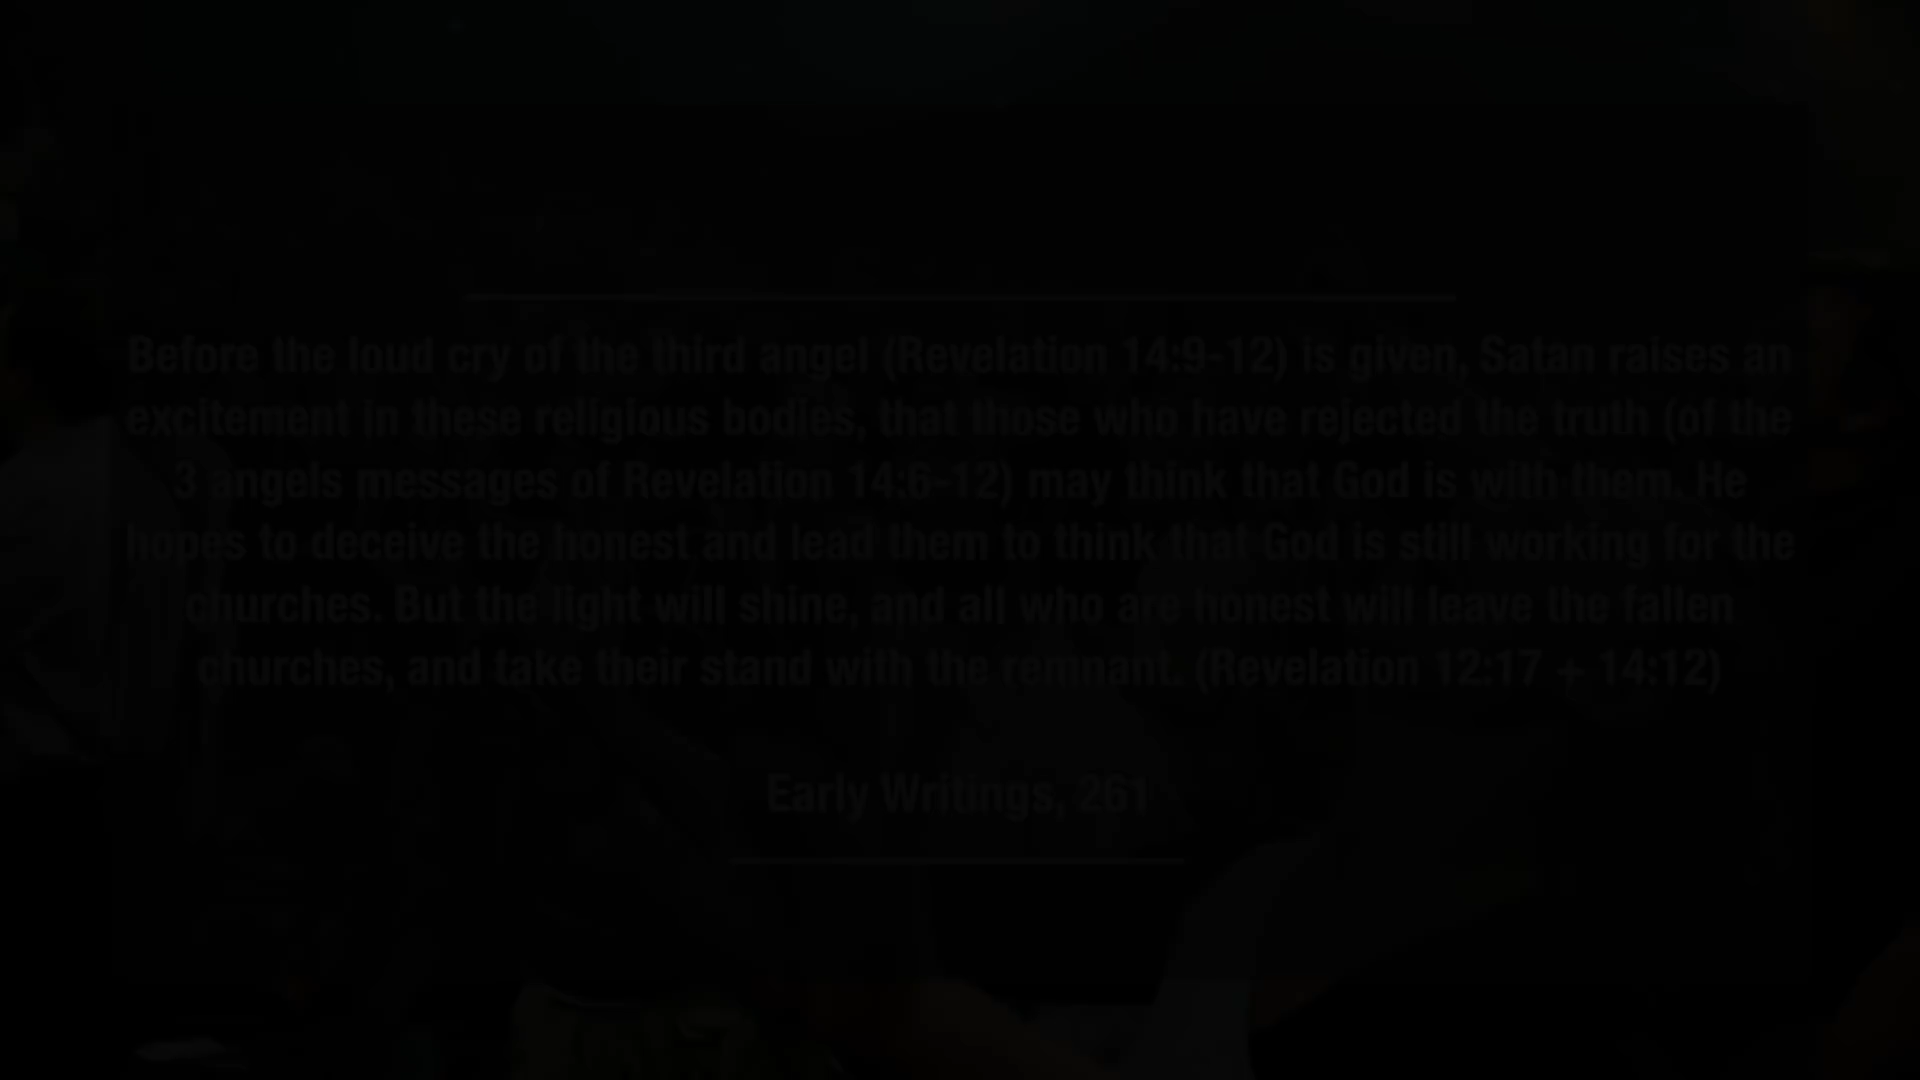 Before the loud cry of the third angel (Revelation 14:9-12) is given, Satan raises an
excitement in these religious bodies, that those who have rejected the truth (of the
3 angels messages of Revelation 14:6-12) may think that God is with them. He
hopes to deceive the honest and lead them to think that God is still working for the
churches. But the light will shine, and all who are honest will leave the fallen
churches, and take their stand with the remnant. (Revelation 12:17 + 14:12)
Early Writings, 261